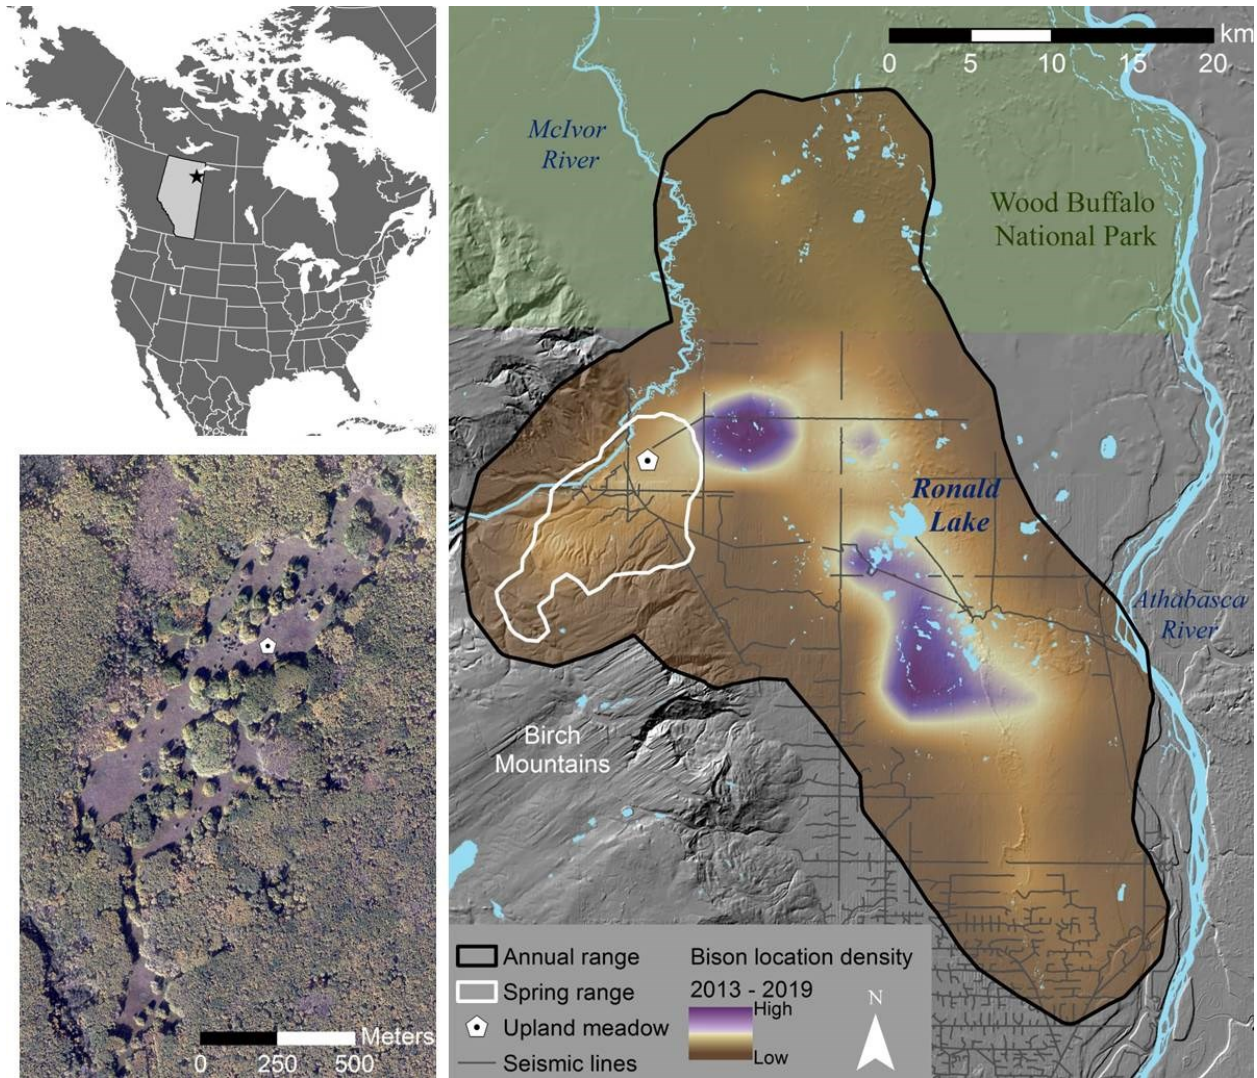 km
0 5 10 15 20
McIvor
River
Wood Buffalo
National Park
Ronald
Lake
Athabasca
River
Birch
Mountains
Meters
0 250 500
Annual range
Spring range
Upland meadow
Seismic lines
Bison location density
2013 - 2019
High
Low
N